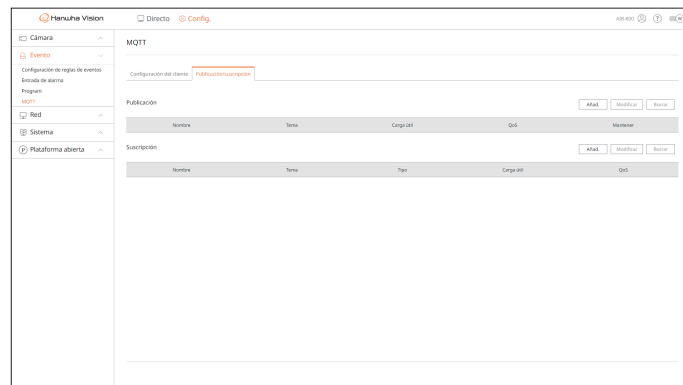 Hanwha Vision
Directo
Config.
Cámara
Evento
Configuración de reglas de eventos
Entrada de alarma
Program
MQTT
Red
Sistema
Plataforma abierta
MQTT
Configuración del cliente
Publicación/suscripción
Publicación
Añad.
Modificar
Borrar
Nombre Tema Carga útil QoS Mantener
Suscripción
Añad.
Modificar
Borrar
Nombre Tema Tipo Carga útil QoS